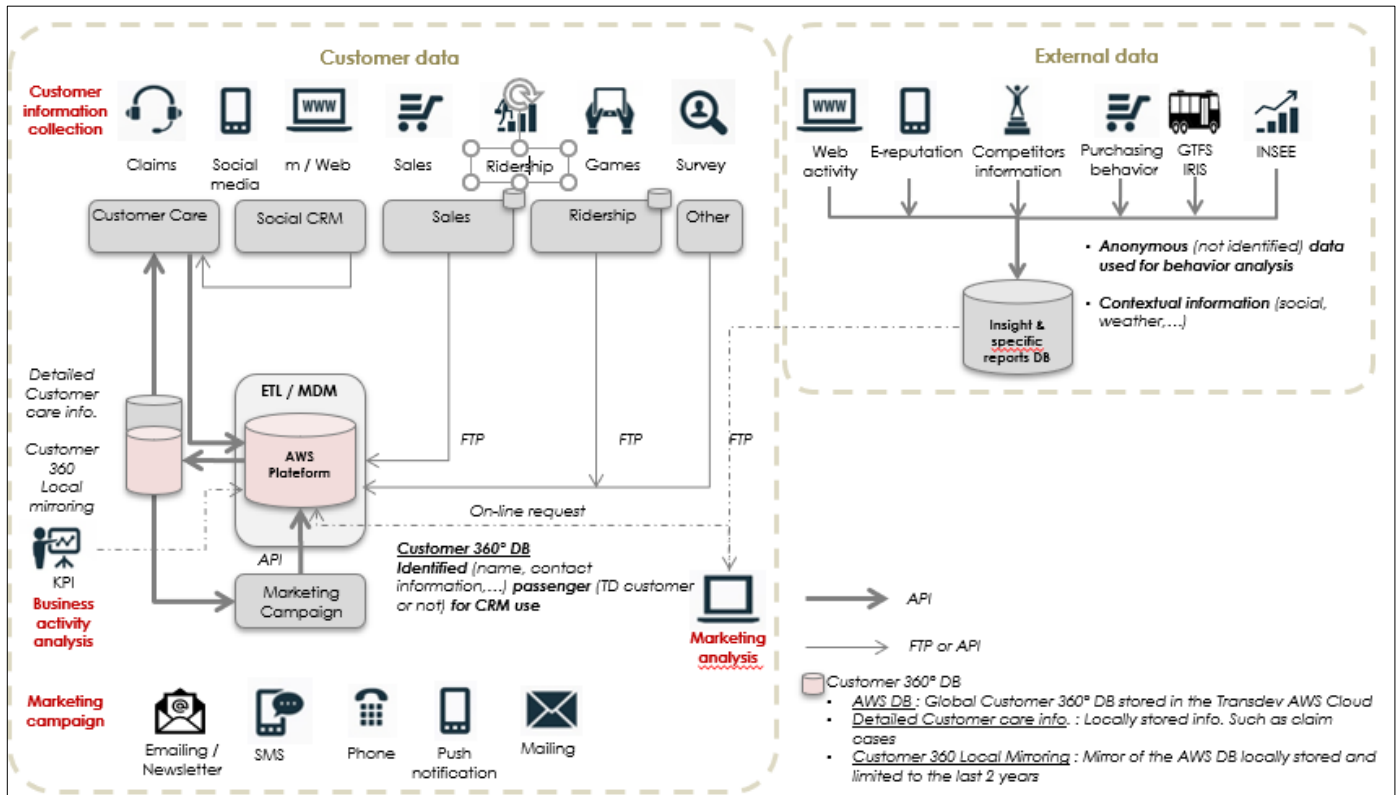 Customer data
Customer
information
collection
WWW
Claims
Social
media
m / Web
Sales
Ridership
Games
Survey
Customer Care
Social CRM
Sales
Ridership
Other
Detailed
Customer
care info.
Customer
360
Local
mirroring
ETL / MDM
AWS
Plateform
FTP
FTP
FTP
On-line request
API
KPI
Business
activity
analysis
Marketing
Campaign
Customer 360° DB
Identified (name, contact
information,...) passenger (TD customer
or not) for CRM use
Marketing
analysis
Marketing
campaign
@
Emailing /
Newsletter
SMS
Phone
Push
notification
Mailing
External data
WWW
Web
activity
E-reputation
Competitors
information
Purchasing
behavior
GTFS
IRIS
INSEE
• Anonymous (not identified) data
used for behavior analysis
• Contextual information (social,
weather,...)
Insight &
specific
reports DB
API
FTP or API
Customer 360° DB
• AWS DB : Global Customer 360° DB stored in the Transdev AWS Cloud
• Detailed Customer care info. : Locally stored info. Such as claim
cases
• Customer 360 Local Mirroring : Mirror of the AWS DB locally stored and
limited to the last 2 years